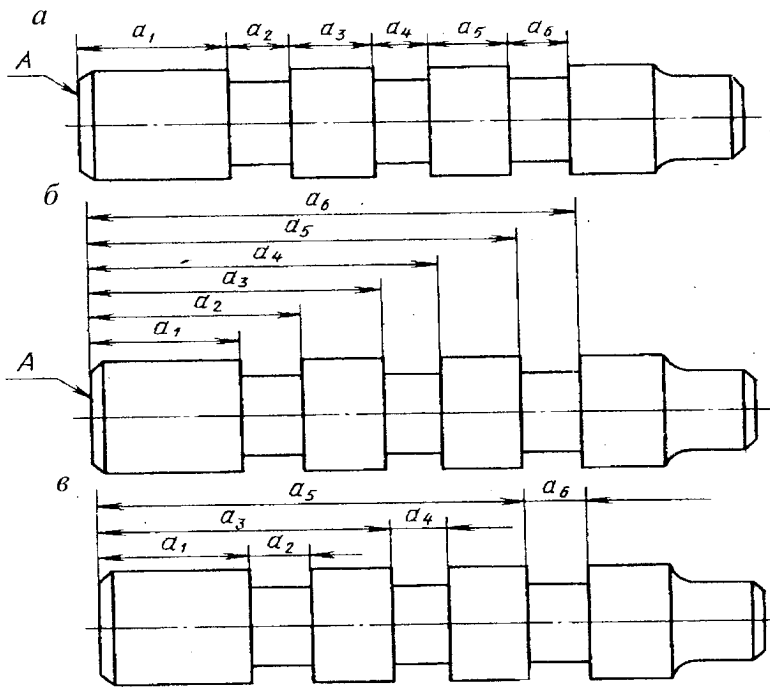 а
a₁ a₂ a₃ a₄ a₅ a₆
A
б
a₆
a₅
a₄
a₃
a₂
a₁
A
в
a₅ a₆
a₃ a₄
a₁ a₂